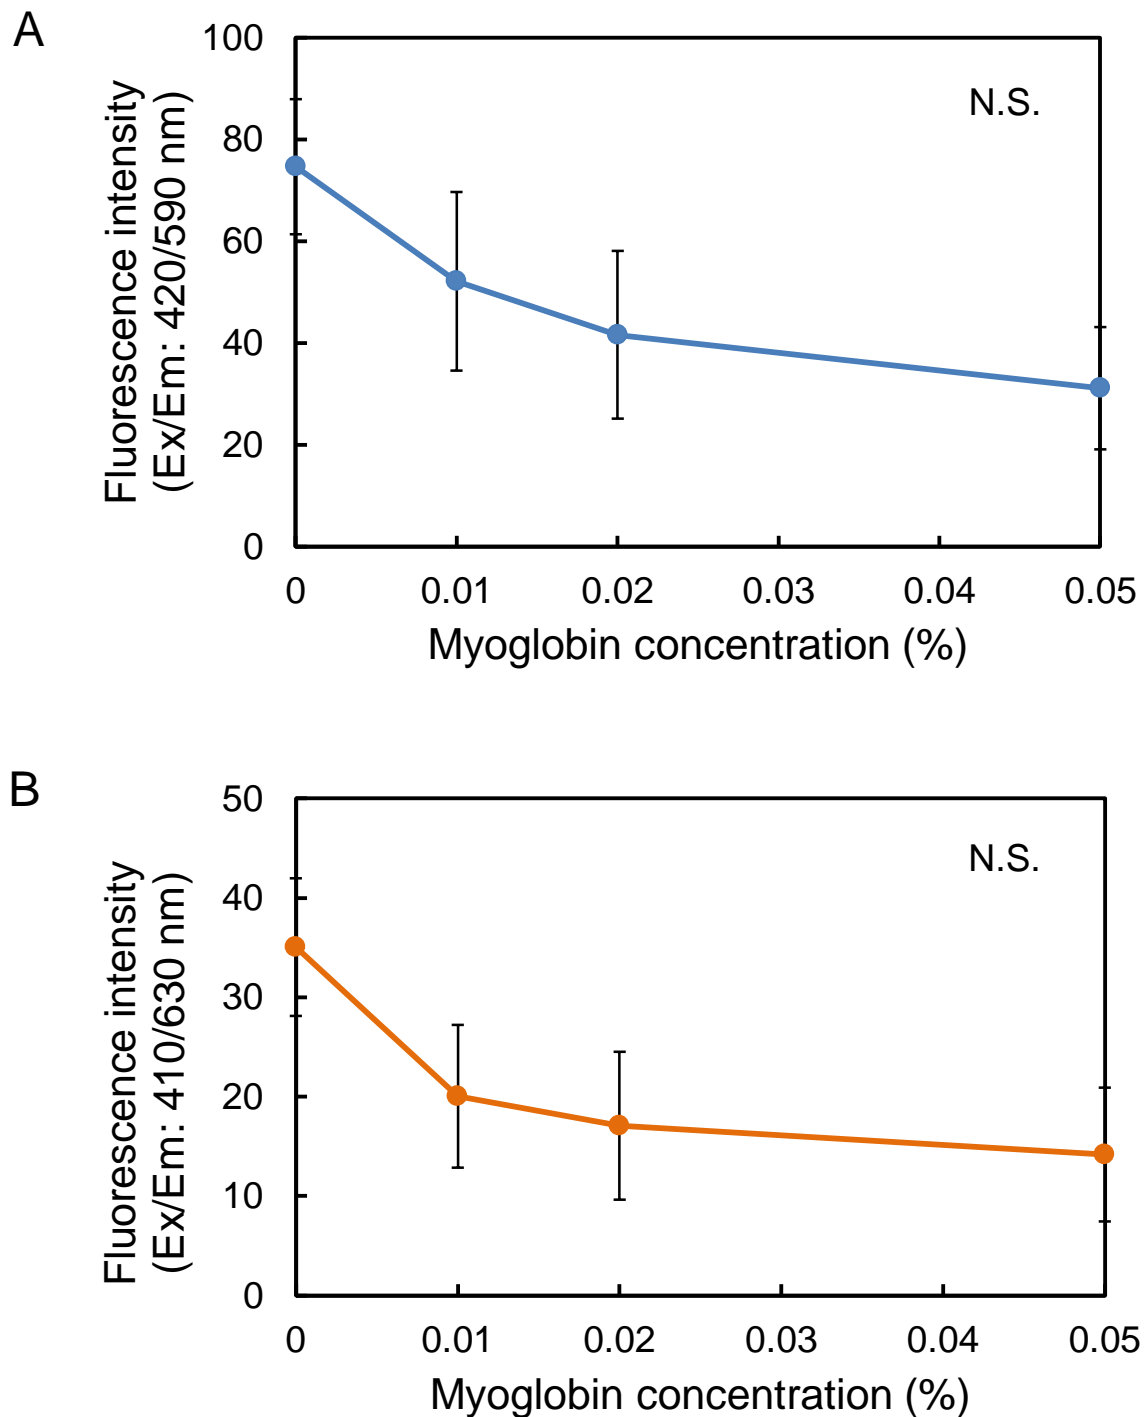 A
Fluorescence intensity
(Ex/Em: 420/590 nm)
100
80
60
40
20
0
N.S.
0 0.01 0.02 0.03 0.04 0.05
Myoglobin concentration (%)
B
Fluorescence intensity
(Ex/Em: 410/630 nm)
50
40
30
20
10
0
N.S.
0 0.01 0.02 0.03 0.04 0.05
Myoglobin concentration (%)